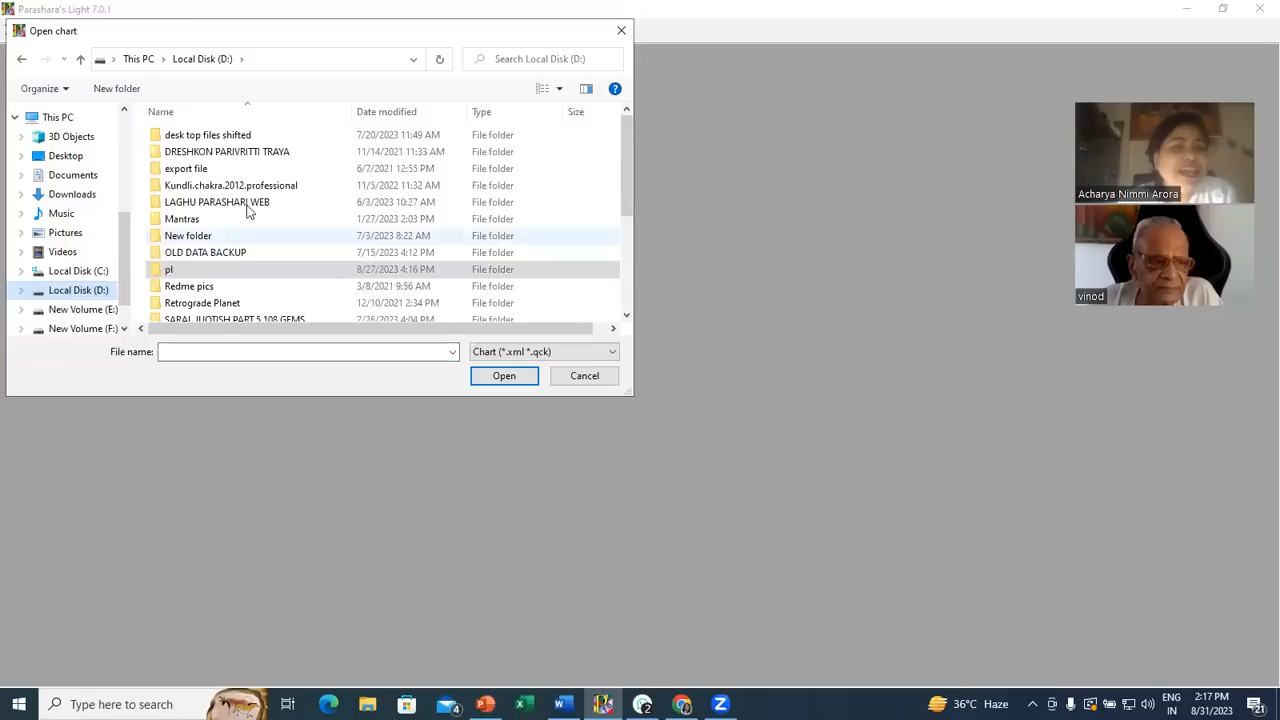 Parashara's Light 7.0.1
Open chart
This PC
Local Disk (D:)
Search Local Disk (D:)
Organize
New folder
Name
Date modified
Type
Size
This PC
3D Objects
Desktop
Documents
Downloads
Music
Pictures
Videos
Local Disk (C:)
Local Disk (D:)
New Volume (E:)
New Volume (F:)
desk top files shifted 7/20/2023 11:49 AM File folder
DRESHKON PARIVRITTI TRAYA 11/14/2021 11:33 AM File folder
export file 6/7/2021 12:55 PM File folder
Kundli.chakra.2012.professional 11/5/2022 11:32 AM File folder
LAGHU PARASHARI WEB 6/3/2023 10:27 AM File folder
Mantras 1/27/2023 2:03 PM File folder
New folder 7/3/2023 8:22 AM File folder
OLD DATA BACKUP 7/15/2023 4:12 PM File folder
pl 8/27/2023 4:16 PM File folder
Redme pics 3/8/2021 9:56 AM File folder
Retrograde Planet 12/10/2021 2:34 PM File folder
SARAL JYOTISH PART 5 108 GEMS 7/26/2023 4:04 PM File folder
File name:
Chart (*.xml *.qck)
Open
Cancel
Acharya Nimmi Arora
vinod
Type here to search
4
2
36°C Haze
ENG
IN
2:17 PM
8/31/2023
21